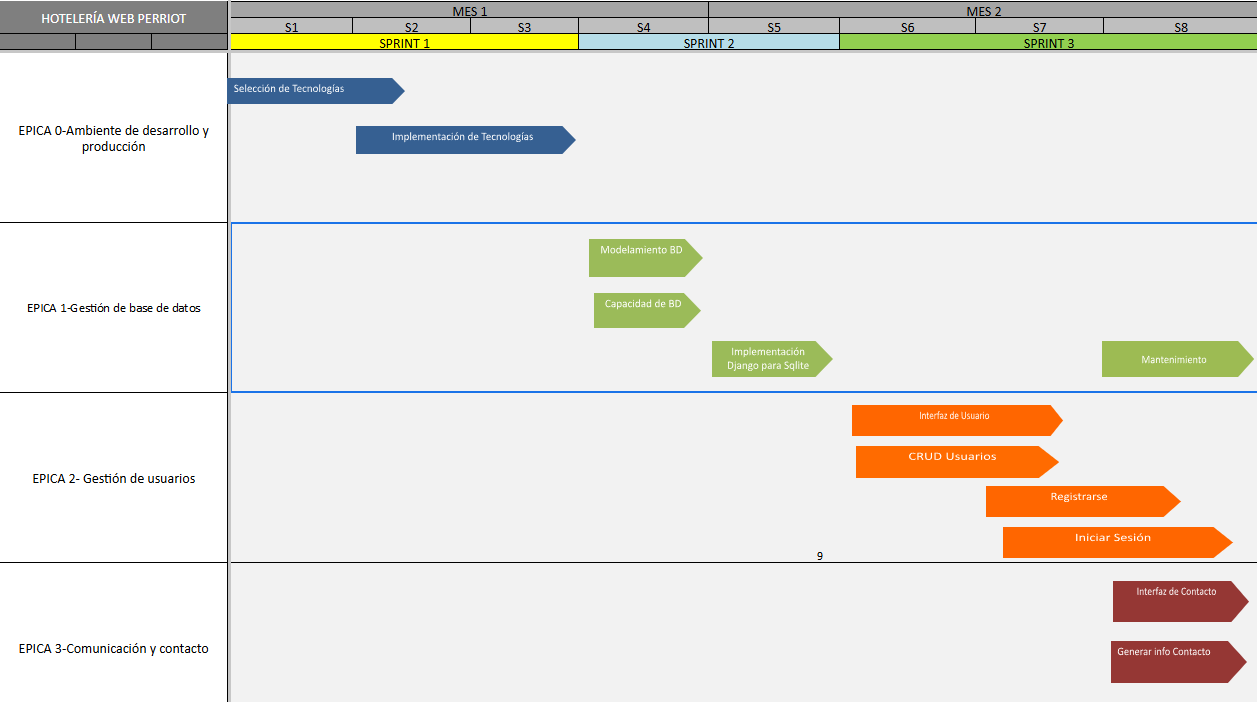 HOTELERÍA WEB PERRIOT
MES 1
MES 2
S1
S2
S3
S4
S5
S6
S7
S8
SPRINT 1
SPRINT 2
SPRINT 3
EPICA 0-Ambiente de desarrollo y
producción
Selección de Tecnologías
Implementación de Tecnologías
EPICA 1-Gestión de base de datos
Modelamiento BD
Capacidad de BD
Implementación
Django para Sqlite
Mantenimiento
EPICA 2- Gestión de usuarios
Interfaz de Usuario
CRUD Usuarios
Registrarse
Iniciar Sesión
9
EPICA 3-Comunicación y contacto
Interfaz de Contacto
Generar info Contacto